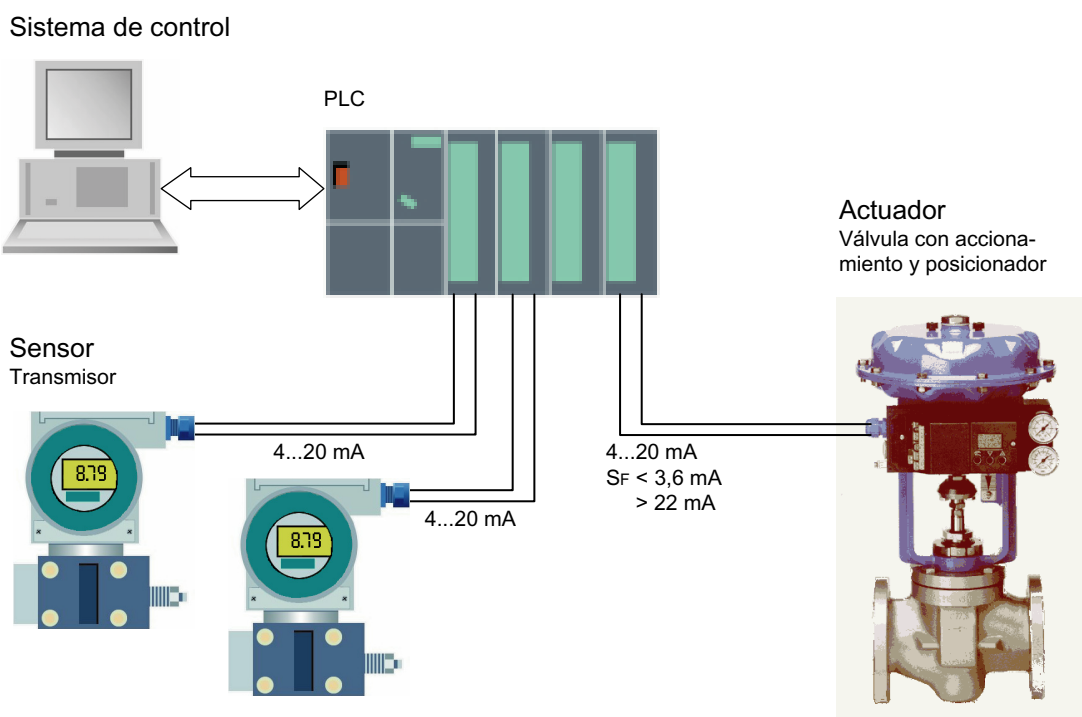 Sistema de control
PLC
Actuador
Válvula con acciona-
miento y posicionador
Sensor
Transmisor
8.79
4...20 mA
8.79
4...20 mA
4...20 mA
SF < 3,6 mA
> 22 mA